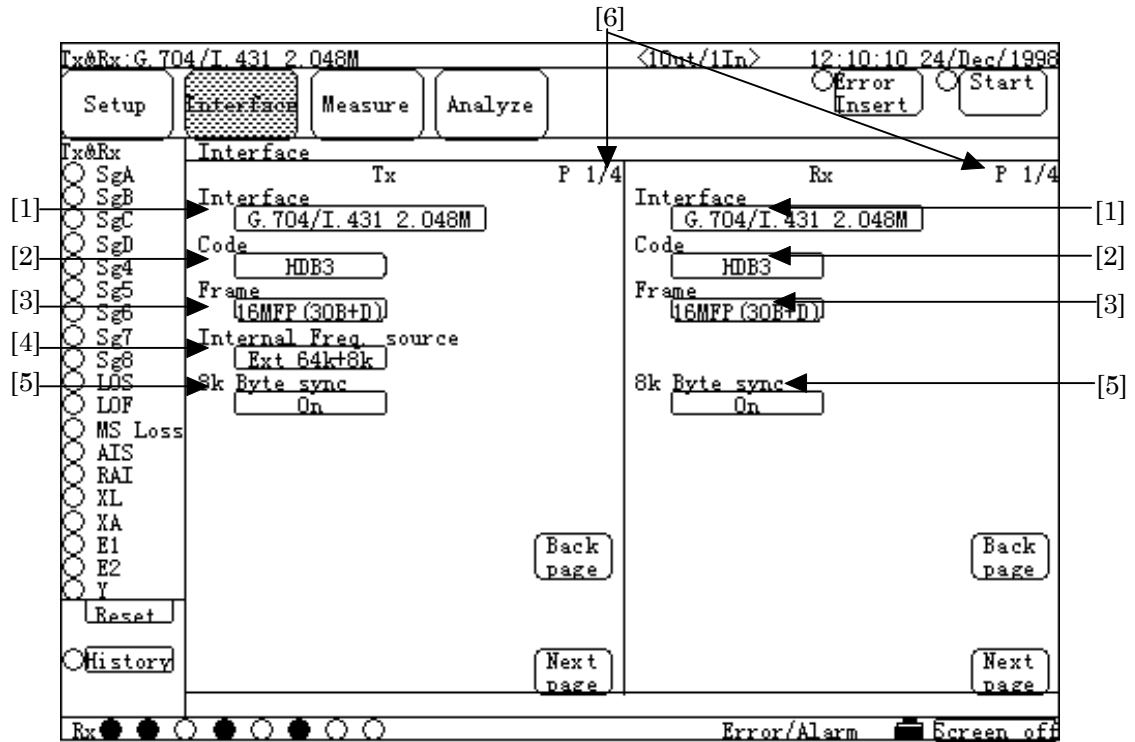 [6]
Tx&Rx:G.704/I.431 2.048M <1Out/1In> 12:10:10 24/Dec/1998
Setup Interface Measure Analyze Error Insert Start
Tx&Rx Interface
Tx P 1/4 Rx P 1/4
SgA
SgB
SgC
SgD
Sg4
Sg5
Sg6
Sg7
Sg8
LOS
LOF
MS Loss
AIS
RAI
XL
XA
E1
E2
Y
Reset
History
[1] Interface
G.704/I.431 2.048M
[2] Code
HDB3
[3] Frame
16MFP(30B+D)
[4] Internal Freq. source
Ext 64k+8k
[5] 8k Byte sync
On
Back page
Next page
Interface [1]
G.704/I.431 2.048M
Code [2]
HDB3
Frame [3]
16MFP(30B+D)
8k Byte sync [5]
On
Back page
Next page
Rx Error/Alarm Screen off